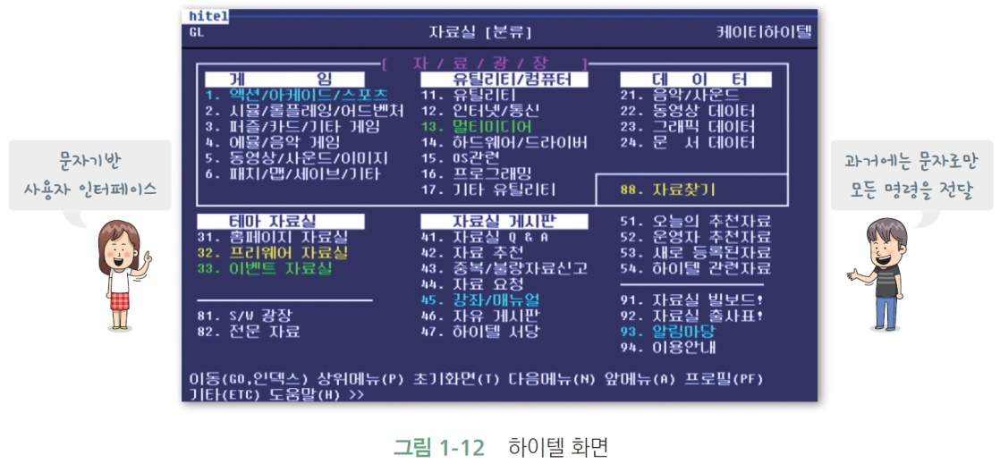 hitel
GL 자료실 [분류] 케이티하이텔
[ 자 / 료 / 광 / 장 ]
게 임
1. 액션/아케이드/스포츠
2. 시뮬/롤플레잉/어드벤처
3. 퍼즐/카드/기타 게임
4. 에뮬/음악 게임
5. 동영상/사운드/이미지
6. 패치/맵/세이브/기타
유틸리티/컴퓨터
11. 유틸리티
12. 인터넷/통신
13. 멀티미디어
14. 하드웨어/드라이버
15. OS관련
16. 프로그래밍
17. 기타 유틸리티
데 이 터
21. 음악/사운드
22. 동영상 데이터
23. 그래픽 데이터
24. 문 서 데이터
88. 자료찾기
테마 자료실
31. 홈페이지 자료실
32. 프리웨어 자료실
33. 이벤트 자료실
81. S/W 광장
82. 전문 자료
자료실 게시판
41. 자료실 Q & A
42. 자료 추천
43. 중복/불량자료신고
44. 자료 요청
45. 강좌/매뉴얼
46. 자유 게시판
47. 하이텔 서당
51. 오늘의 추천자료
52. 운영자 추천자료
53. 새로 등록된자료
54. 하이텔 관련자료
91. 자료실 빌보드!
92. 자료실 출사표!
93. 알림마당
94. 이용안내
이동(GO,인덱스) 상위메뉴(P) 초기화면(T) 다음메뉴(N) 앞메뉴(A) 프로필(PF)
기타(ETC) 도움말(H) >>
문자기반
사용자 인터페이스
과거에는 문자로만
모든 명령을 전달
그림 1-12 하이텔 화면